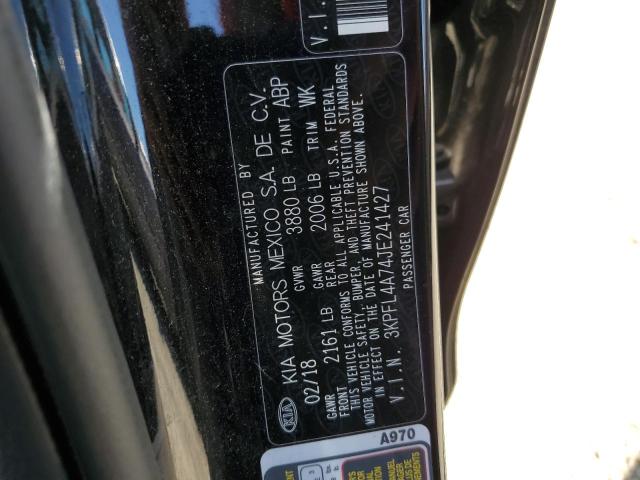 MANUFACTURED BY
KIA KIA MOTORS MEXICO S.A. DE C.V.
02/18 GVWR 3880 LB PAINT ABP
GAWR FRONT 2161 LB GAWR REAR 2006 LB TRIM WK
THIS VEHICLE CONFORMS TO ALL APPLICABLE U.S.A. FEDERAL
MOTOR VEHICLE SAFETY, BUMPER, AND THEFT PREVENTION STANDARDS
IN EFFECT ON THE DATE OF MANUFACTURE SHOWN ABOVE.
V.I.N. 3KPFL4A74JE241427
PASSENGER CAR
V.I.
A970